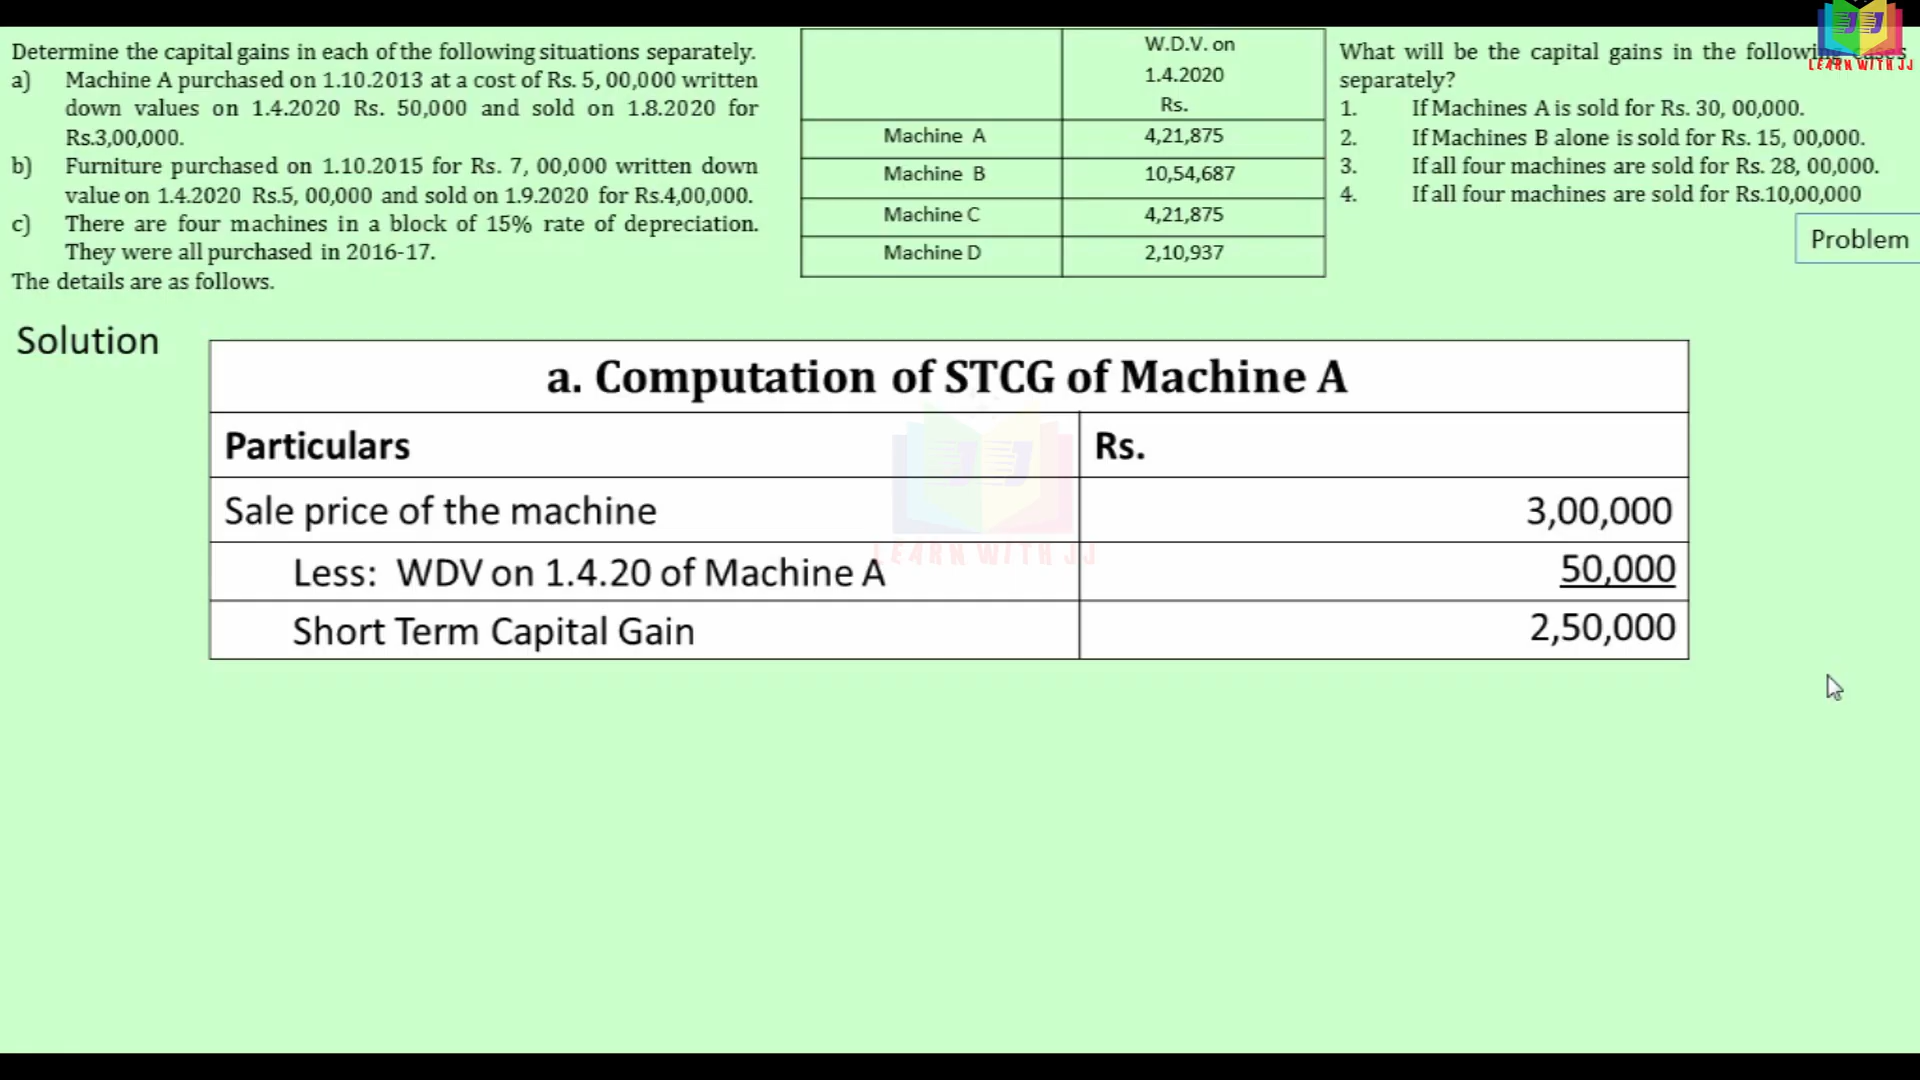 Determine the capital gains in each of the following situations separately.
a) Machine A purchased on 1.10.2013 at a cost of Rs. 5, 00,000 written
down values on 1.4.2020 Rs. 50,000 and sold on 1.8.2020 for
Rs.3,00,000.
b) Furniture purchased on 1.10.2015 for Rs. 7, 00,000 written down
value on 1.4.2020 Rs.5, 00,000 and sold on 1.9.2020 for Rs.4,00,000.
c) There are four machines in a block of 15% rate of depreciation.
They were all purchased in 2016-17.
The details are as follows.
W.D.V. on
1.4.2020
Rs.
Machine A 4,21,875
Machine B 10,54,687
Machine C 4,21,875
Machine D 2,10,937
What will be the capital gains in the following cases
separately?
1. If Machines A is sold for Rs. 30, 00,000.
2. If Machines B alone is sold for Rs. 15, 00,000.
3. If all four machines are sold for Rs. 28, 00,000.
4. If all four machines are sold for Rs.10,00,000
LEARN WITH JJ
Problem
Solution
a. Computation of STCG of Machine A
Particulars Rs.
Sale price of the machine 3,00,000
Less: WDV on 1.4.20 of Machine A 50,000
Short Term Capital Gain 2,50,000
LEARN WITH JJ